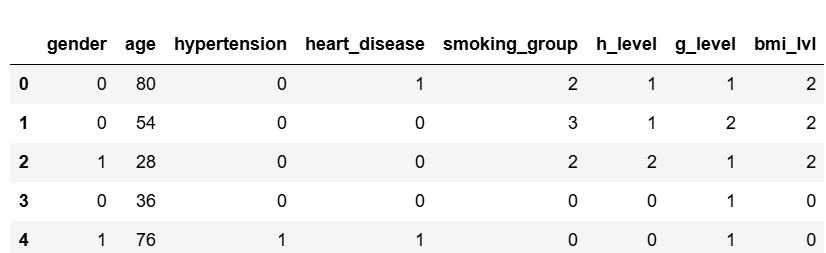 gender age hypertension heart_disease smoking_group h_level g_level bmi_lvl
0 0 80 0 1 2 1 1 2
1 0 54 0 0 3 1 2 2
2 1 28 0 0 2 2 1 2
3 0 36 0 0 0 0 1 0
4 1 76 1 1 0 0 1 0